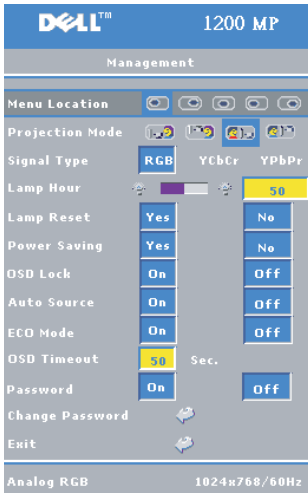 DELL™ 1200 MP
Management
Menu Location
Projection Mode
Signal Type RGB YCbCr YPbPr
Lamp Hour 50
Lamp Reset Yes No
Power Saving Yes No
OSD Lock On Off
Auto Source On Off
ECO Mode On Off
OSD Timeout 50 Sec.
Password On Off
Change Password
Exit
Analog RGB 1024x768/60Hz